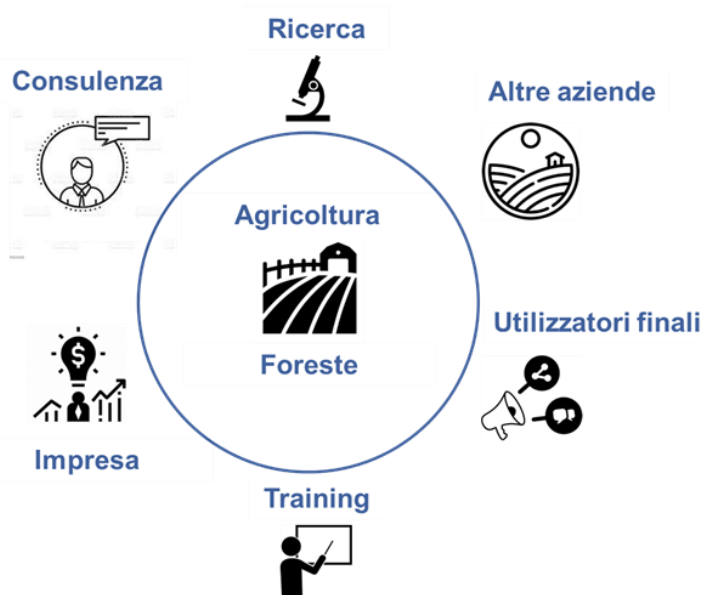 Ricerca
Consulenza
Altre aziende
Agricoltura
Foreste
Utilizzatori finali
Impresa
Training